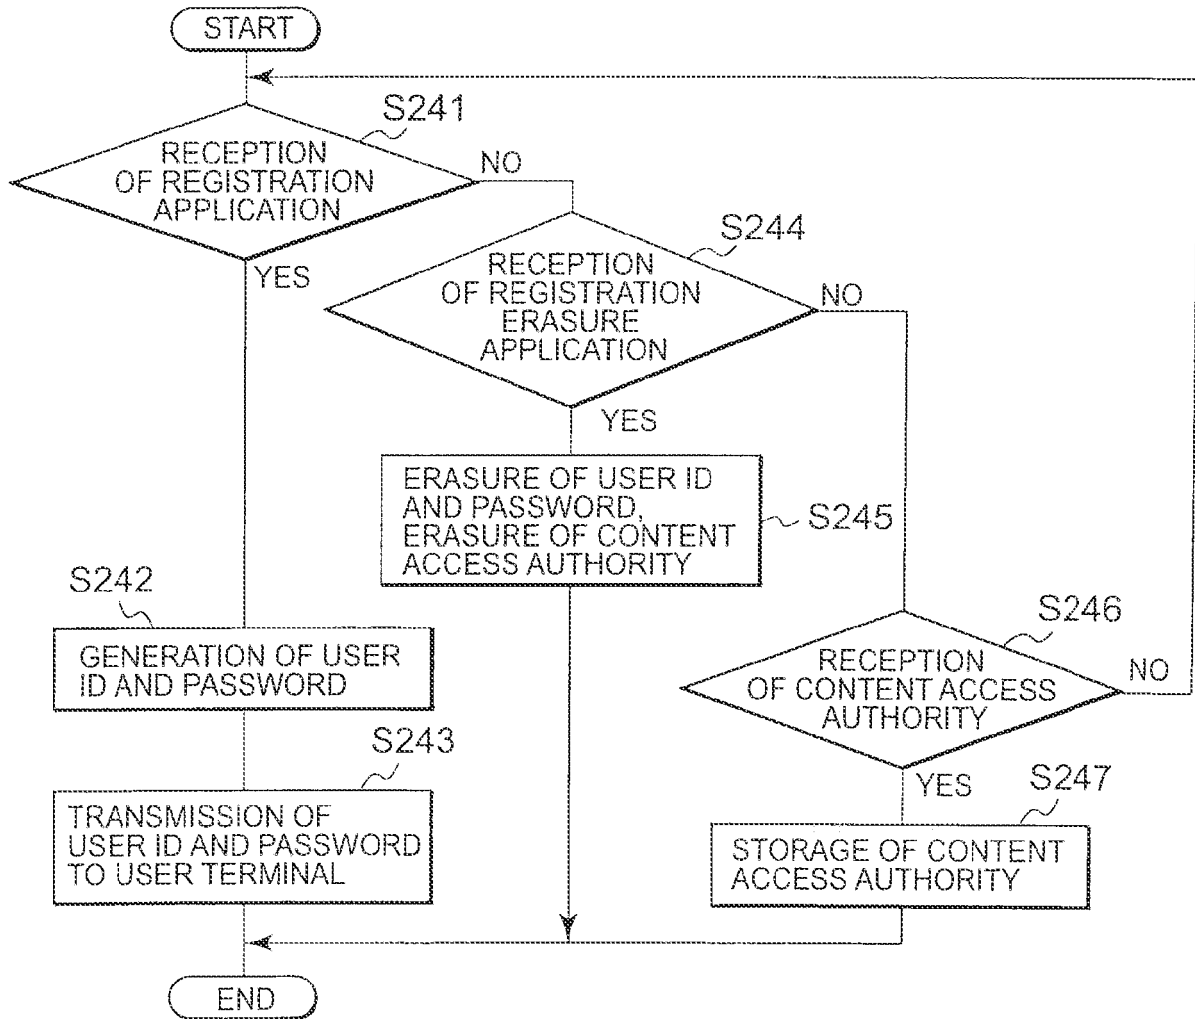 START
S241
RECEPTION
OF REGISTRATION
APPLICATION
NO
YES
S244
RECEPTION
OF REGISTRATION
ERASURE
APPLICATION
NO
YES
ERASURE OF USER ID
AND PASSWORD,
ERASURE OF CONTENT
ACCESS AUTHORITY
S245
S242
GENERATION OF USER
ID AND PASSWORD
S246
RECEPTION
OF CONTENT ACCESS
AUTHORITY
NO
YES
S243
TRANSMISSION OF
USER ID AND PASSWORD
TO USER TERMINAL
S247
STORAGE OF CONTENT
ACCESS AUTHORITY
END